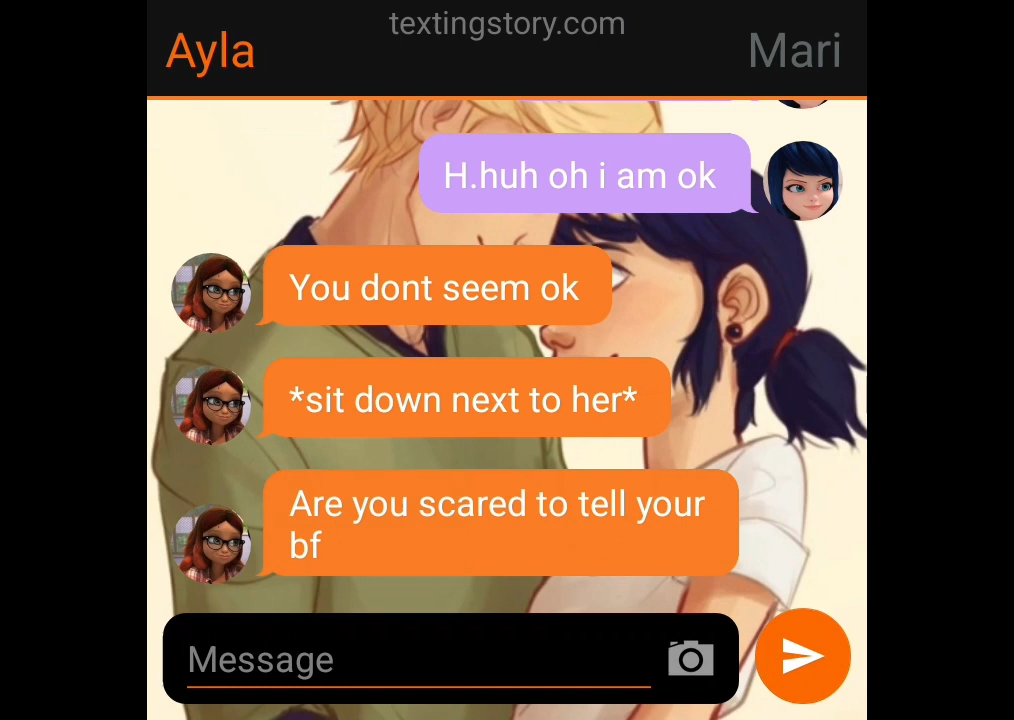 textingstory.com
Ayla
Mari
H.huh oh i am ok
You dont seem ok
*sit down next to her*
Are you scared to tell your
bf
Message